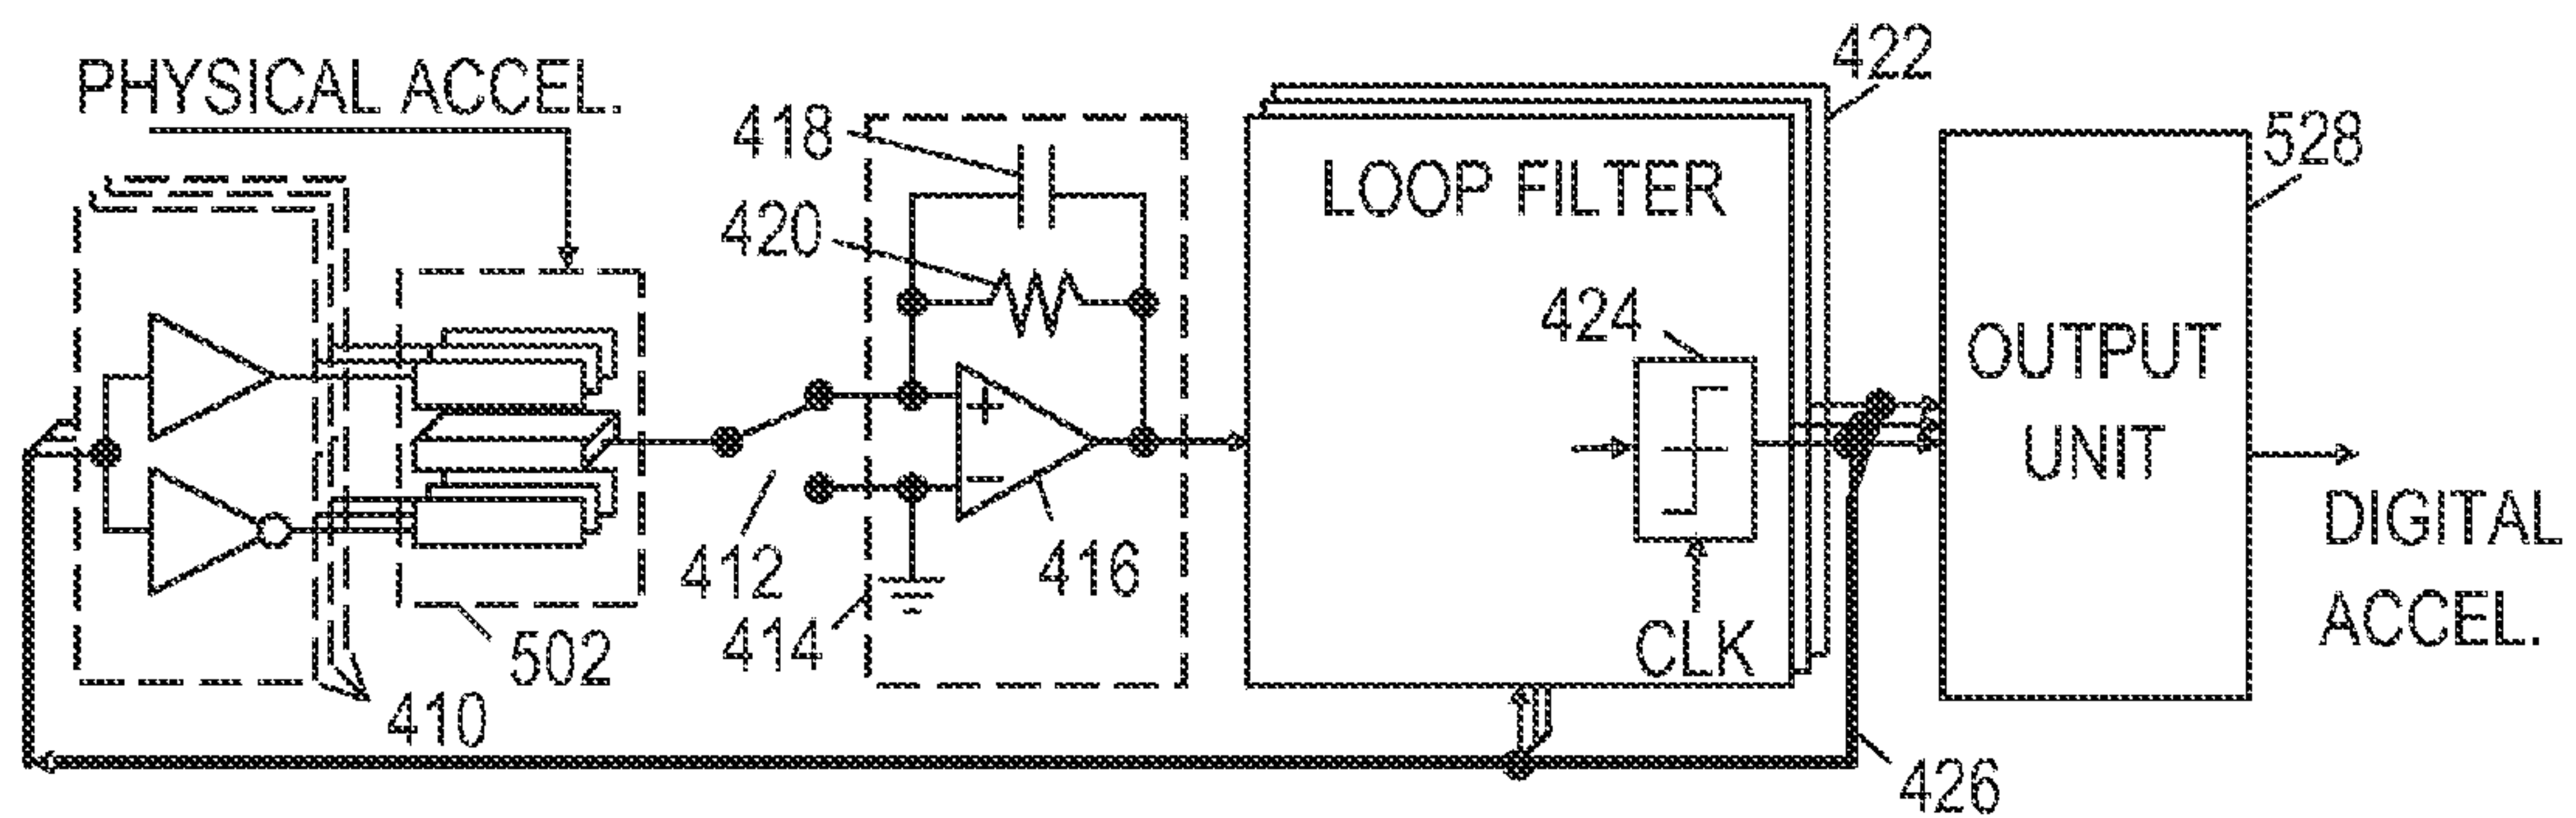 PHYSICAL ACCEL.
422
418
528
LOOP FILTER
420
424
OUTPUT
UNIT
+
−
412
416
DIGITAL
ACCEL.
414
CLK
502
410
426